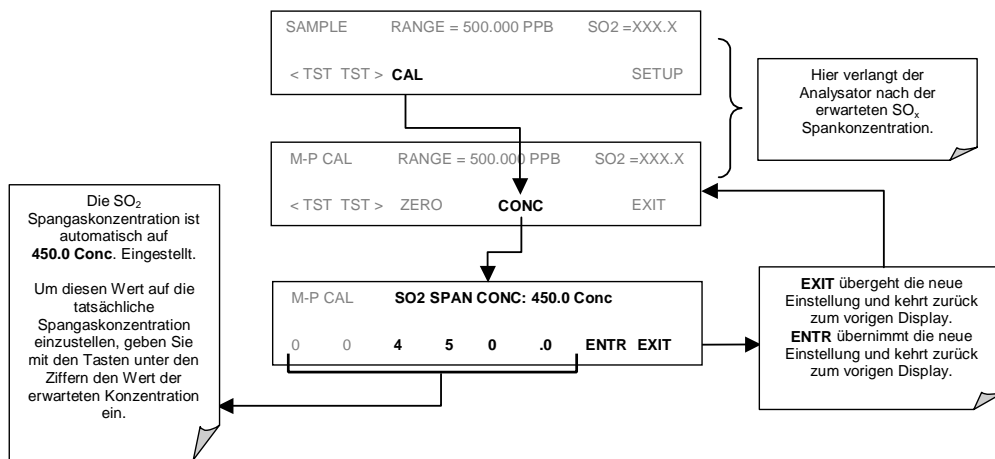 SAMPLE RANGE = 500.000 PPB SO2 =XXX.X
< TST TST > CAL SETUP
Hier verlangt der
Analysator nach der
erwarteten SOₓ
Spankonzentration.
M-P CAL RANGE = 500.000 PPB SO2 =XXX.X
< TST TST > ZERO CONC EXIT
Die SO₂
Spangaskonzentration ist
automatisch auf
450.0 Conc. Eingestellt.
Um diesen Wert auf die
tatsächliche
Spangaskonzentration
einzustellen, geben Sie
mit den Tasten unter den
Ziffern den Wert der
erwarteten Konzentration
ein.
M-P CAL SO2 SPAN CONC: 450.0 Conc
0 0 4 5 0 .0 ENTR EXIT
EXIT übergeht die neue
Einstellung und kehrt zurück
zum vorigen Display.
ENTR übernimmt die neue
Einstellung und kehrt zurück
zum vorigen Display.